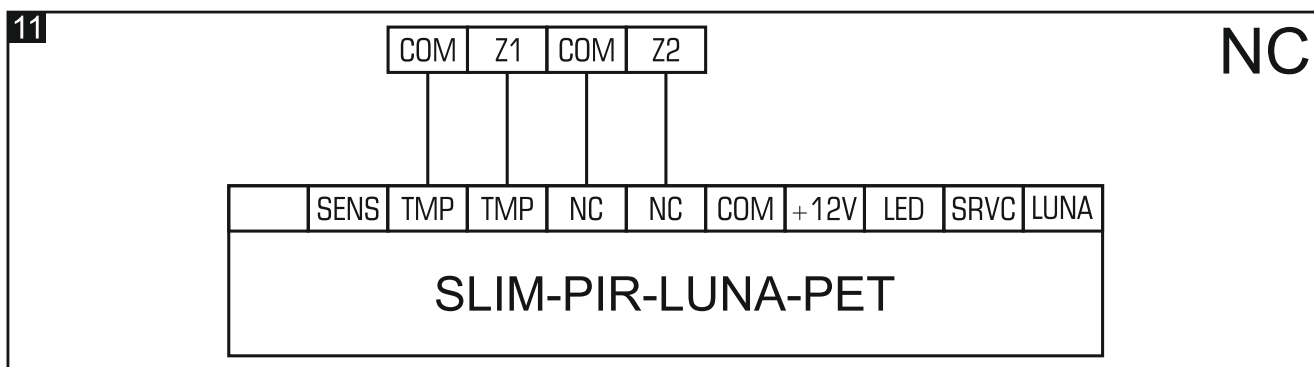 11
NC
COM Z1 COM Z2
SENS TMP TMP NC NC COM +12V LED SRVC LUNA
SLIM-PIR-LUNA-PET